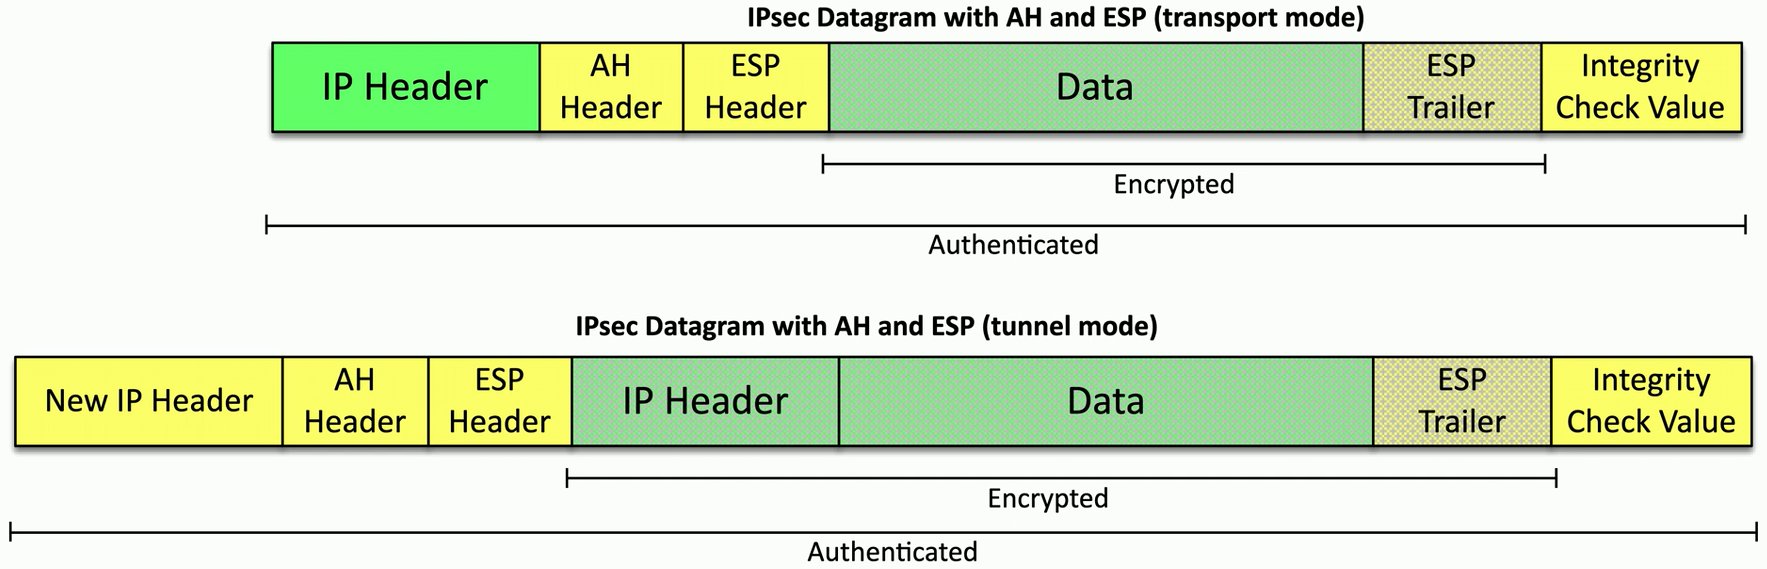 IPsec Datagram with AH and ESP (transport mode)
IP Header
AH
Header
ESP
Header
Data
ESP
Trailer
Integrity
Check Value
Encrypted
Authenticated
IPsec Datagram with AH and ESP (tunnel mode)
New IP Header
AH
Header
ESP
Header
IP Header
Data
ESP
Trailer
Integrity
Check Value
Encrypted
Authenticated